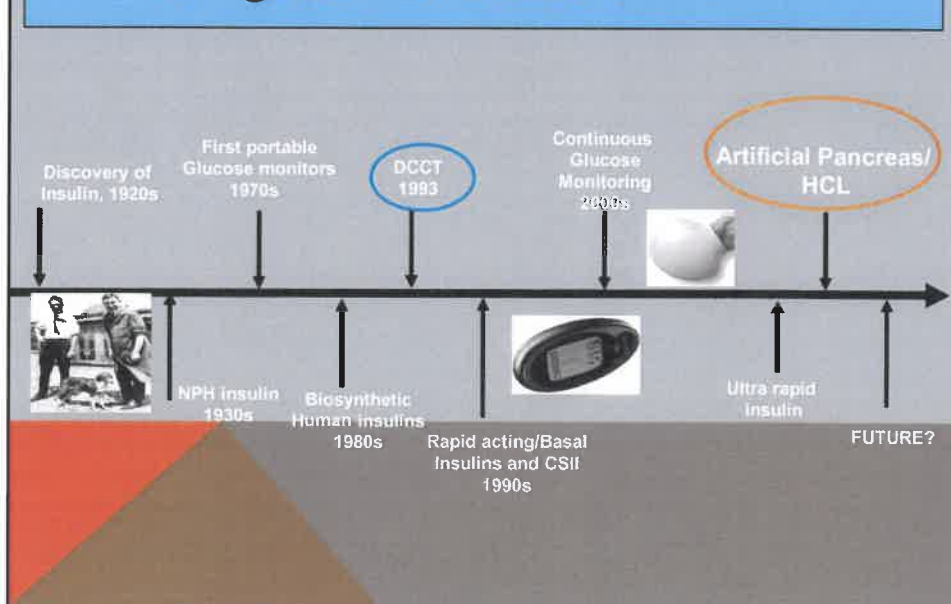 Discovery of
Insulin, 1920s
First portable
Glucose monitors
1970s
DCCT
1993
Continuous
Glucose
Monitoring
2000s
Artificial Pancreas/
HCL
NPH insulin
1930s
Biosynthetic
Human insulins
1980s
Rapid acting/Basal
Insulins and CSII
1990s
Ultra rapid
insulin
FUTURE?